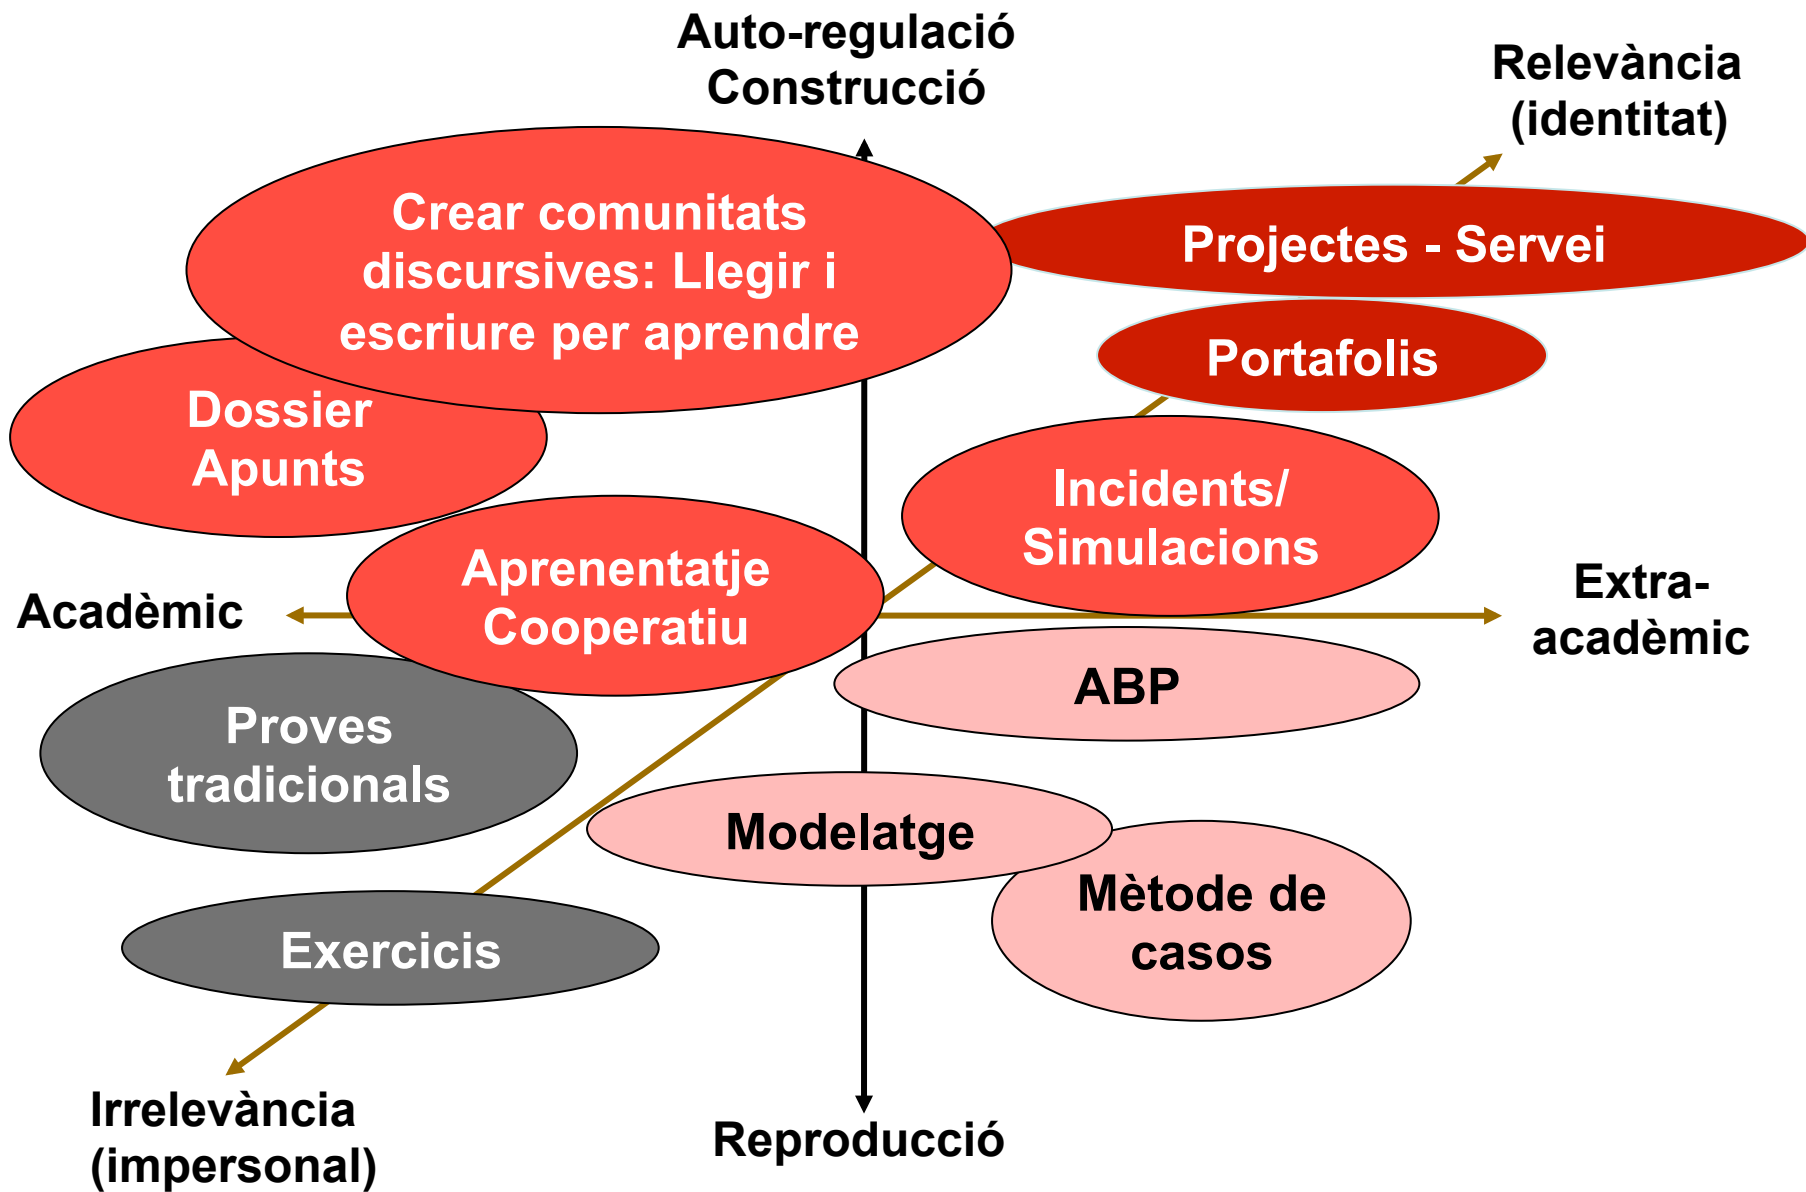 Auto-regulació
Construcció
Relevància
(identitat)
Crear comunitats
discursives: Llegir i
escriure per aprendre
Projectes - Servei
Portafolis
Dossier
Apunts
Incidents/
Simulacions
Aprenentatje
Cooperatiu
Acadèmic
Extra-
acadèmic
ABP
Proves
tradicionals
Modelatge
Mètode de
casos
Exercicis
Irrelevància
(impersonal)
Reproducció